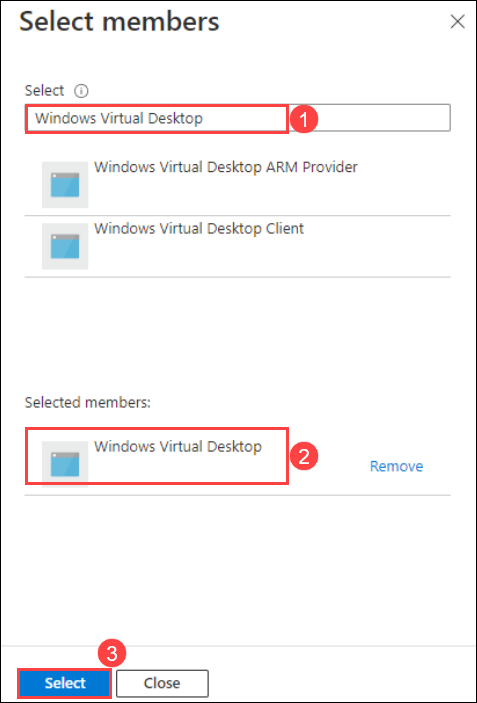 Select members
Select
Windows Virtual Desktop
1
Windows Virtual Desktop ARM Provider
Windows Virtual Desktop Client
Selected members:
Windows Virtual Desktop
2
Remove
3
Select
Close